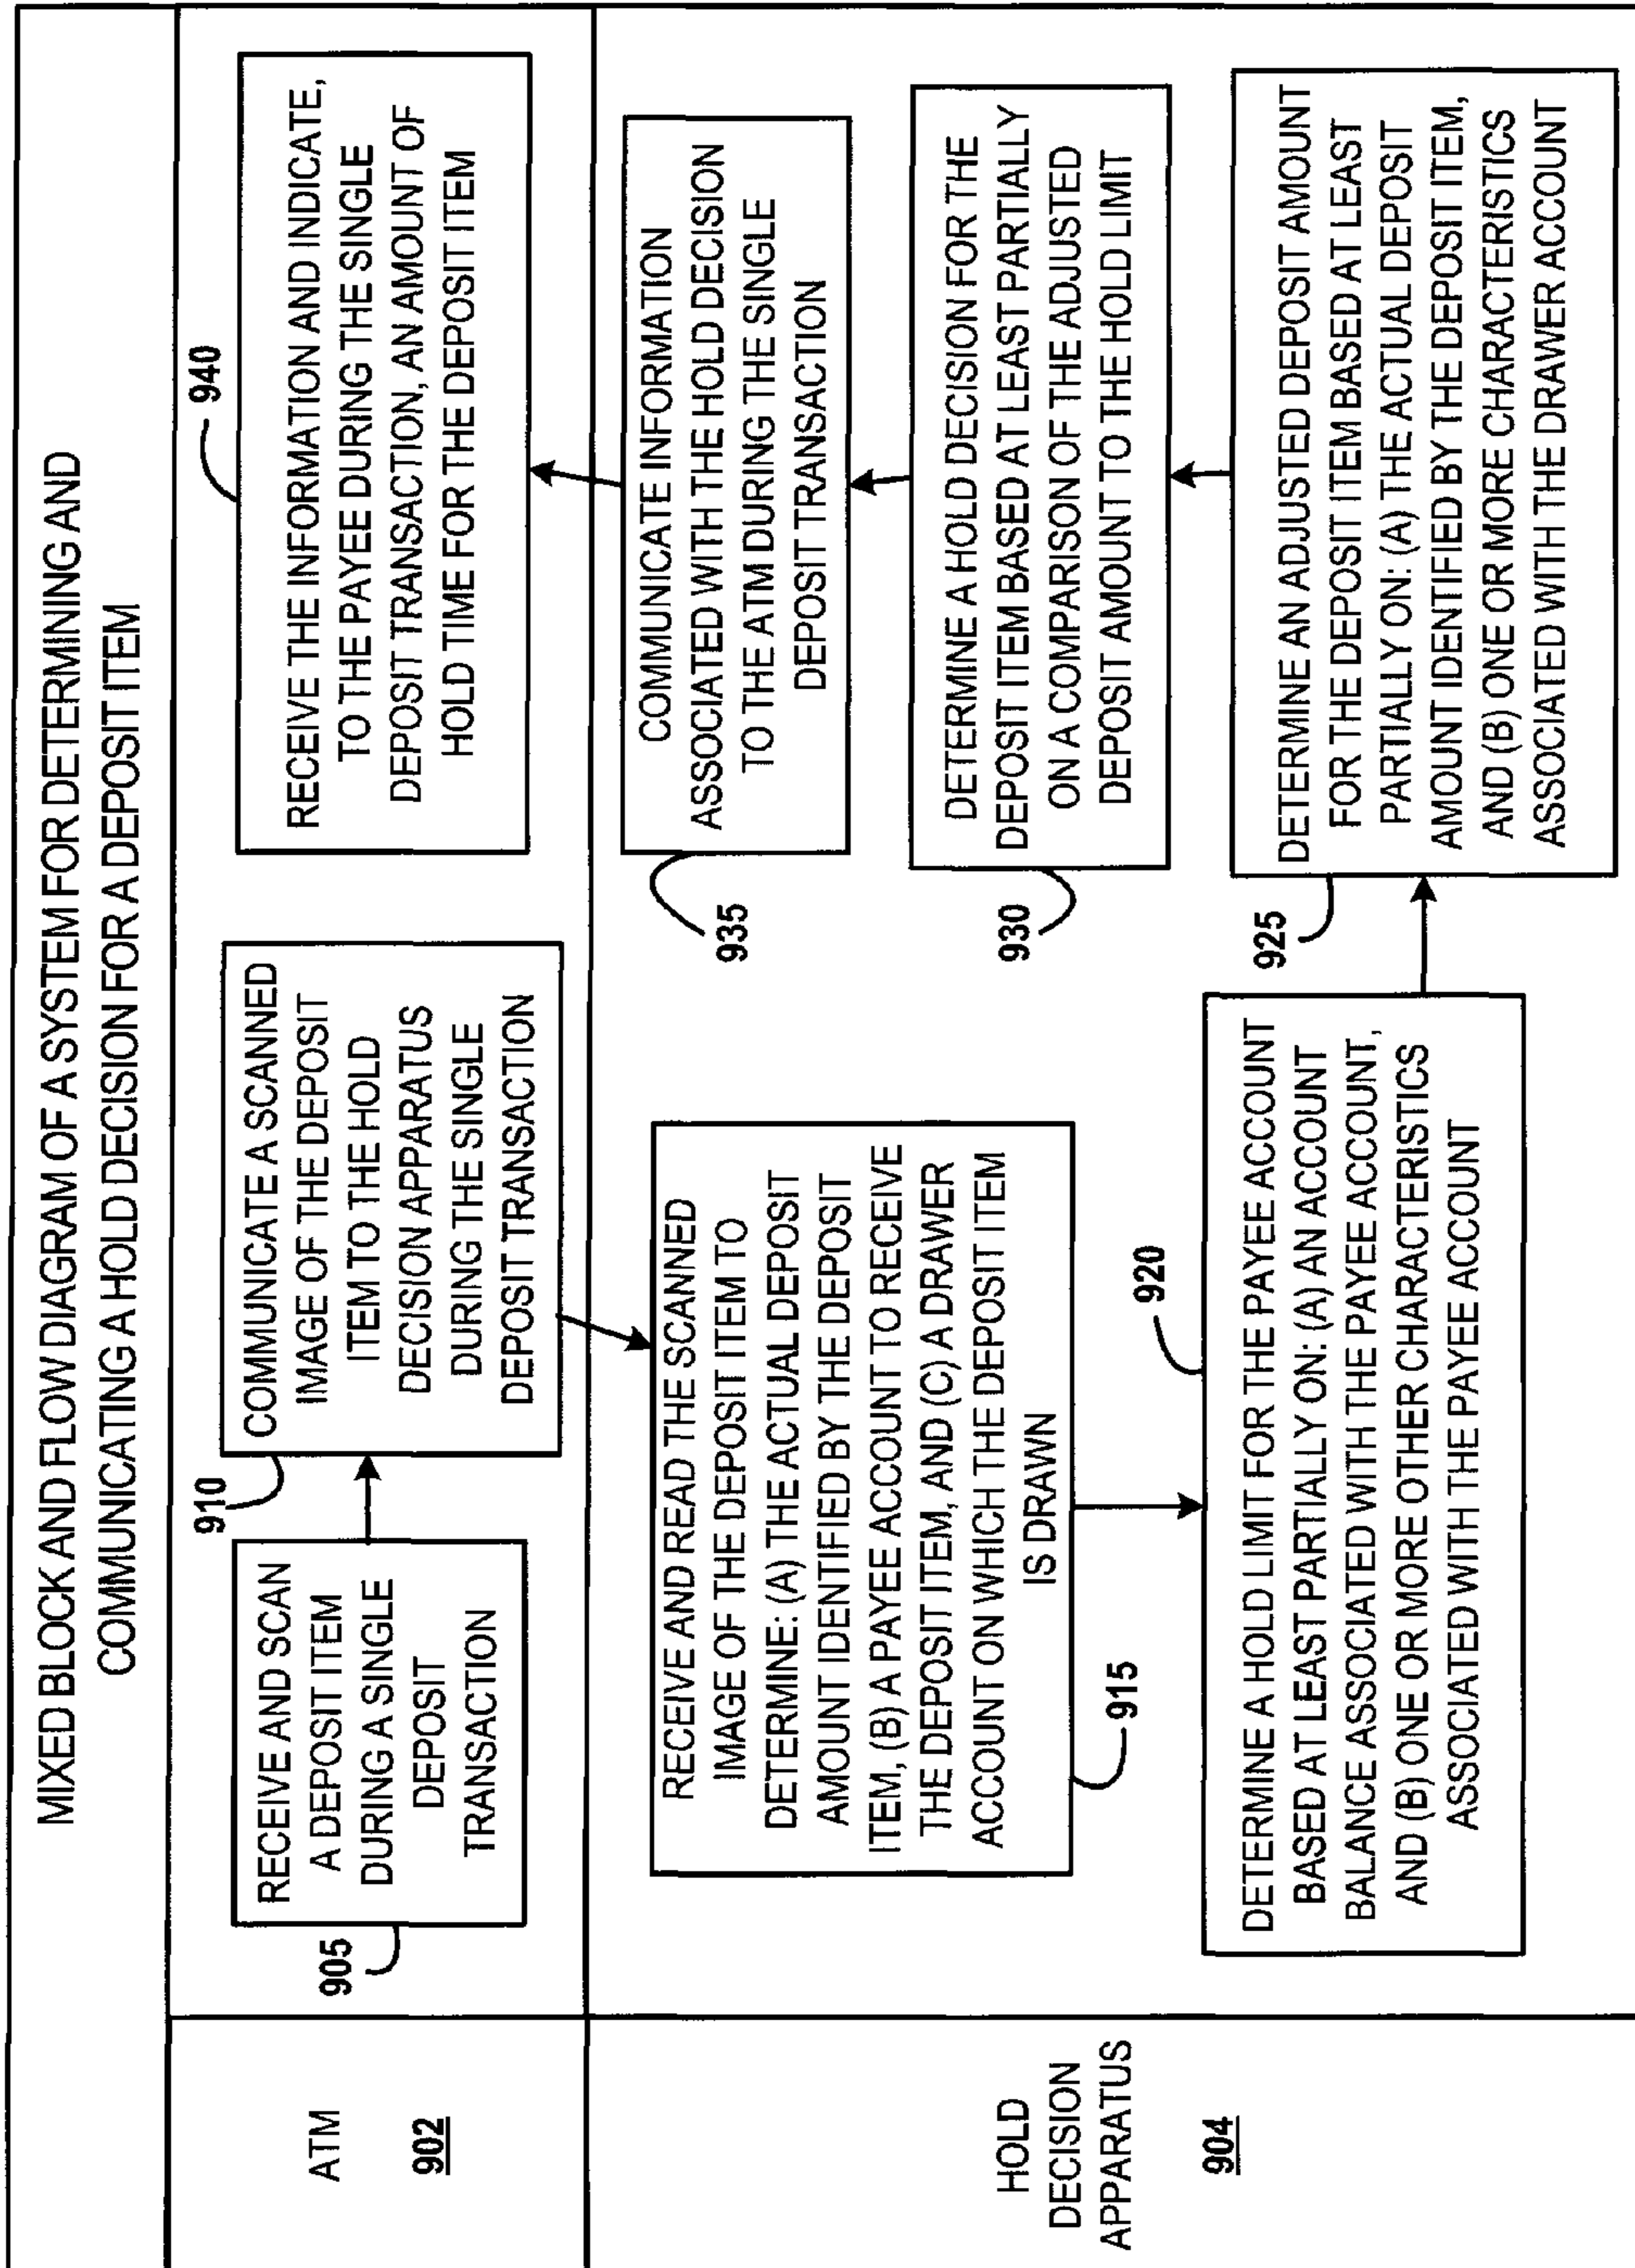 MIXED BLOCK AND FLOW DIAGRAM OF A SYSTEM FOR DETERMINING AND
COMMUNICATING A HOLD DECISION FOR A DEPOSIT ITEM
ATM
902
905
RECEIVE AND SCAN
A DEPOSIT ITEM
DURING A SINGLE
DEPOSIT
TRANSACTION
910
COMMUNICATE A SCANNED
IMAGE OF THE DEPOSIT
ITEM TO THE HOLD
DECISION APPARATUS
DURING THE SINGLE
DEPOSIT TRANSACTION
940
RECEIVE THE INFORMATION AND INDICATE,
TO THE PAYEE DURING THE SINGLE
DEPOSIT TRANSACTION, AN AMOUNT OF
HOLD TIME FOR THE DEPOSIT ITEM
HOLD
DECISION
APPARATUS
904
RECEIVE AND READ THE SCANNED
IMAGE OF THE DEPOSIT ITEM TO
DETERMINE: (A) THE ACTUAL DEPOSIT
AMOUNT IDENTIFIED BY THE DEPOSIT
ITEM, (B) A PAYEE ACCOUNT TO RECEIVE
THE DEPOSIT ITEM, AND (C) A DRAWER
ACCOUNT ON WHICH THE DEPOSIT ITEM
IS DRAWN
915
920
DETERMINE A HOLD LIMIT FOR THE PAYEE ACCOUNT
BASED AT LEAST PARTIALLY ON: (A) AN ACCOUNT
BALANCE ASSOCIATED WITH THE PAYEE ACCOUNT,
AND (B) ONE OR MORE OTHER CHARACTERISTICS
ASSOCIATED WITH THE PAYEE ACCOUNT
925
DETERMINE AN ADJUSTED DEPOSIT AMOUNT
FOR THE DEPOSIT ITEM BASED AT LEAST
PARTIALLY ON: (A) THE ACTUAL DEPOSIT
AMOUNT IDENTIFIED BY THE DEPOSIT ITEM,
AND (B) ONE OR MORE CHARACTERISTICS
ASSOCIATED WITH THE DRAWER ACCOUNT
930
DETERMINE A HOLD DECISION FOR THE
DEPOSIT ITEM BASED AT LEAST PARTIALLY
ON A COMPARISON OF THE ADJUSTED
DEPOSIT AMOUNT TO THE HOLD LIMIT
935
COMMUNICATE INFORMATION
ASSOCIATED WITH THE HOLD DECISION
TO THE ATM DURING THE SINGLE
DEPOSIT TRANSACTION